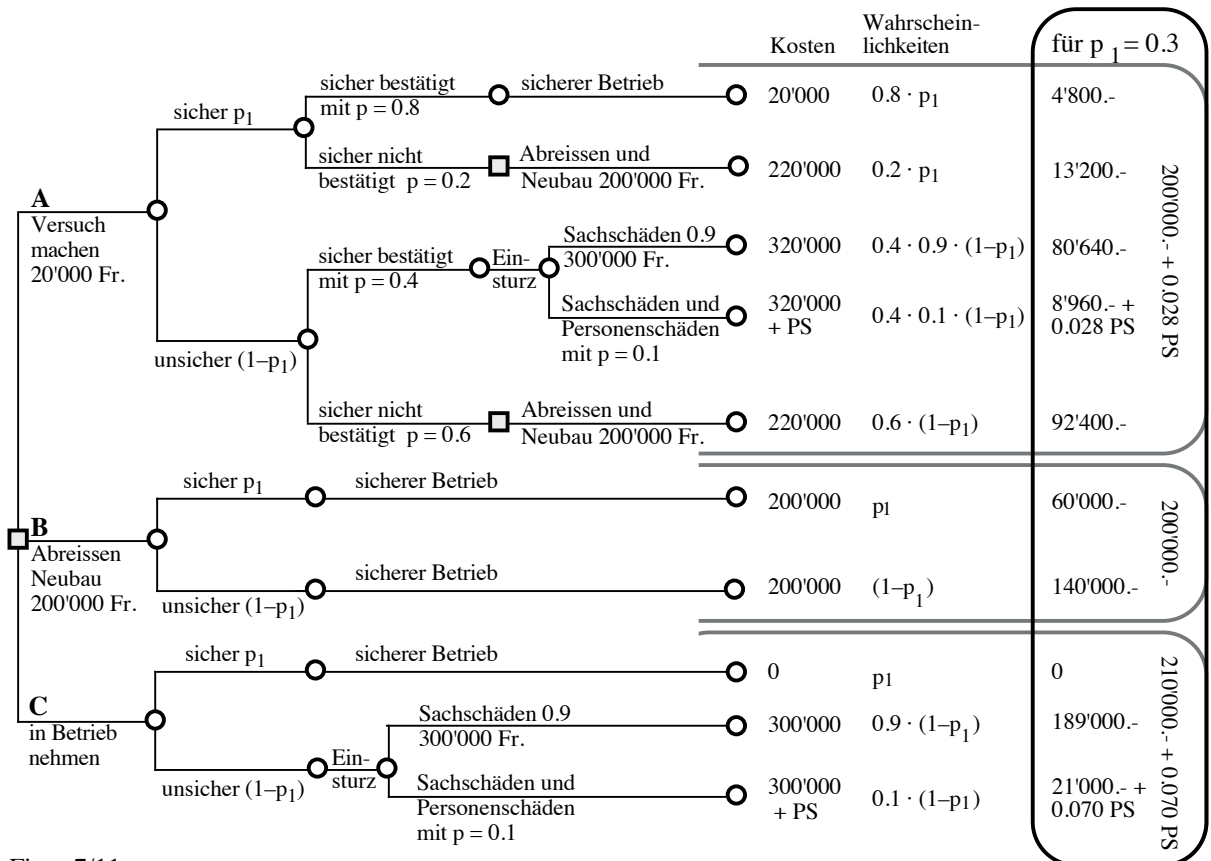 Kosten
Wahrschein-
lichkeiten
für p1 = 0.3
sicher p1
sicher bestätigt
mit p = 0.8
sicherer Betrieb
20'000
0.8 · p1
4'800.-
sicher nicht
bestätigt p = 0.2
Abreissen und
Neubau 200'000 Fr.
220'000
0.2 · p1
13'200.-
A
Versuch
machen
20'000 Fr.
unsicher (1–p1)
sicher bestätigt
mit p = 0.4
Ein-
sturz
Sachschäden 0.9
300'000 Fr.
320'000
0.4 · 0.9 · (1–p1)
80'640.-
Sachschäden und
Personenschäden
mit p = 0.1
320'000
+ PS
0.4 · 0.1 · (1–p1)
8'960.- +
0.028 PS
sicher nicht
bestätigt p = 0.6
Abreissen und
Neubau 200'000 Fr.
220'000
0.6 · (1–p1)
92'400.-
200'000.- + 0.028 PS
B
Abreissen
Neubau
200'000 Fr.
sicher p1
sicherer Betrieb
200'000
p1
60'000.-
unsicher (1–p1)
sicherer Betrieb
200'000
(1–p1)
140'000.-
200'000.-
C
in Betrieb
nehmen
sicher p1
sicherer Betrieb
0
p1
0
unsicher (1–p1)
Ein-
sturz
Sachschäden 0.9
300'000 Fr.
300'000
0.9 · (1–p1)
189'000.-
Sachschäden und
Personenschäden
mit p = 0.1
300'000
+ PS
0.1 · (1–p1)
21'000.- +
0.070 PS
210'000.- + 0.070 PS